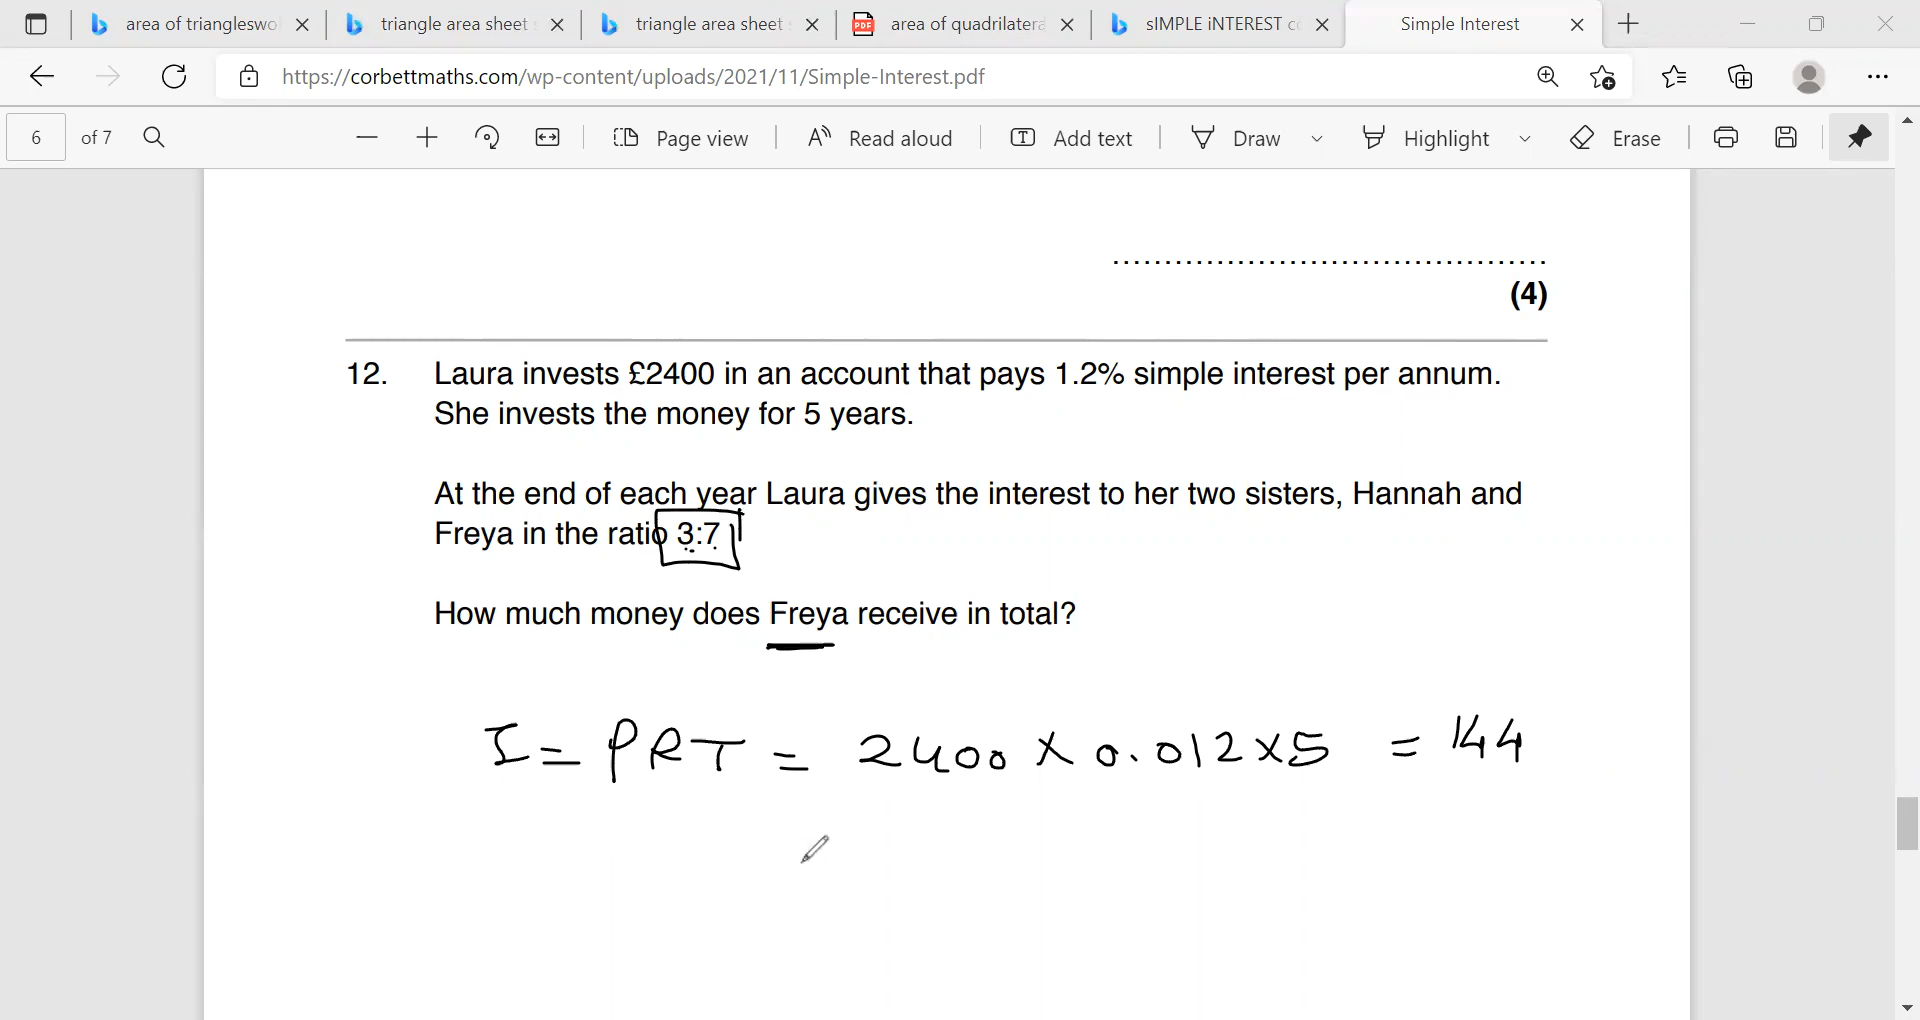 area of triangleswo
triangle area sheet
triangle area sheet
area of quadrilatera
sIMPLE iNTEREST co
Simple Interest
https://corbettmaths.com/wp-content/uploads/2021/11/Simple-Interest.pdf
6 of 7
Page view
Read aloud
Add text
Draw
Highlight
Erase
(4)
12. Laura invests £2400 in an account that pays 1.2% simple interest per annum.
She invests the money for 5 years.
At the end of each year Laura gives the interest to her two sisters, Hannah and
Freya in the ratio 3:7
How much money does Freya receive in total?
I = PRT = 2400 × 0.012 × 5 = 144